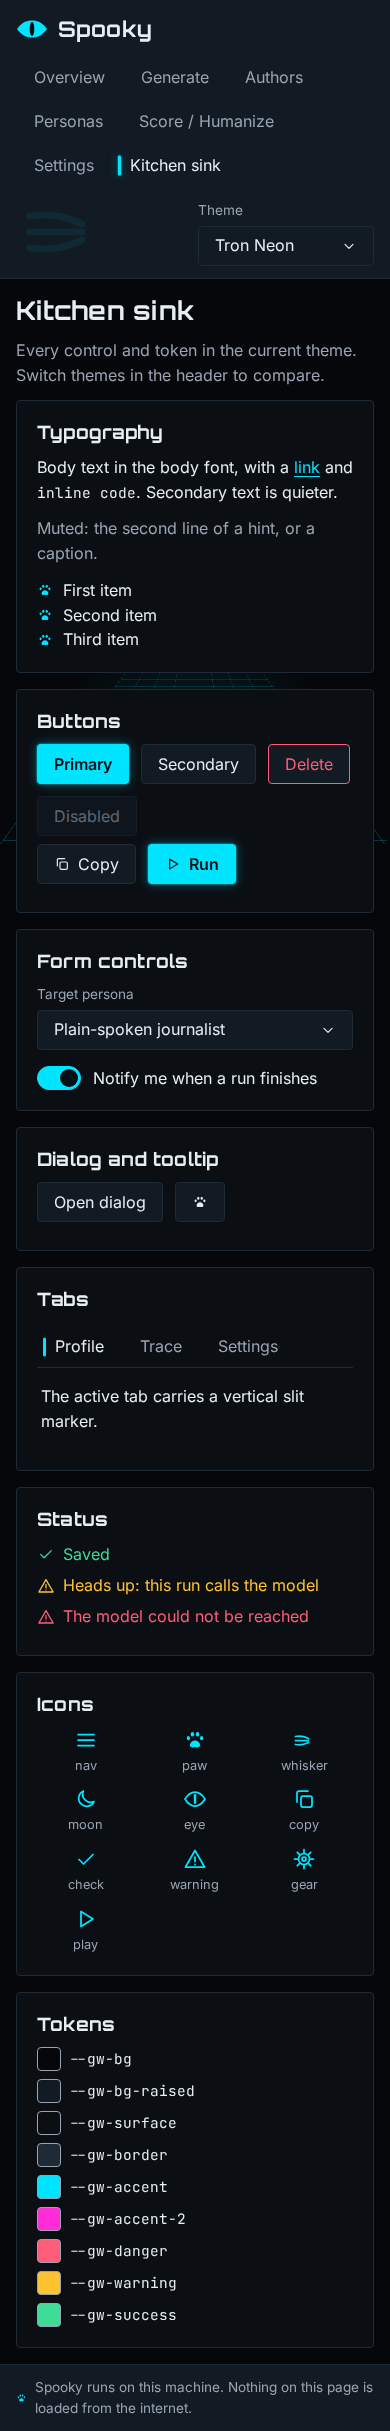 Spooky
Overview Generate Authors
Personas Score / Humanize
Settings Kitchen sink
Theme
Tron Neon
Kitchen sink
Every control and token in the current theme.
Switch themes in the header to compare.
Typography
Body text in the body font, with a link and
inline code. Secondary text is quieter.
Muted: the second line of a hint, or a
caption.
First item
Second item
Third item
Buttons
Primary Secondary Delete
Disabled
Copy Run
Form controls
Target persona
Plain-spoken journalist
Notify me when a run finishes
Dialog and tooltip
Open dialog
Tabs
Profile Trace Settings
The active tab carries a vertical slit
marker.
Status
Saved
Heads up: this run calls the model
The model could not be reached
Icons
nav paw whisker
moon eye copy
check warning gear
play
Tokens
--gw-bg
--gw-bg-raised
--gw-surface
--gw-border
--gw-accent
--gw-accent-2
--gw-danger
--gw-warning
--gw-success
Spooky runs on this machine. Nothing on this page is
loaded from the internet.